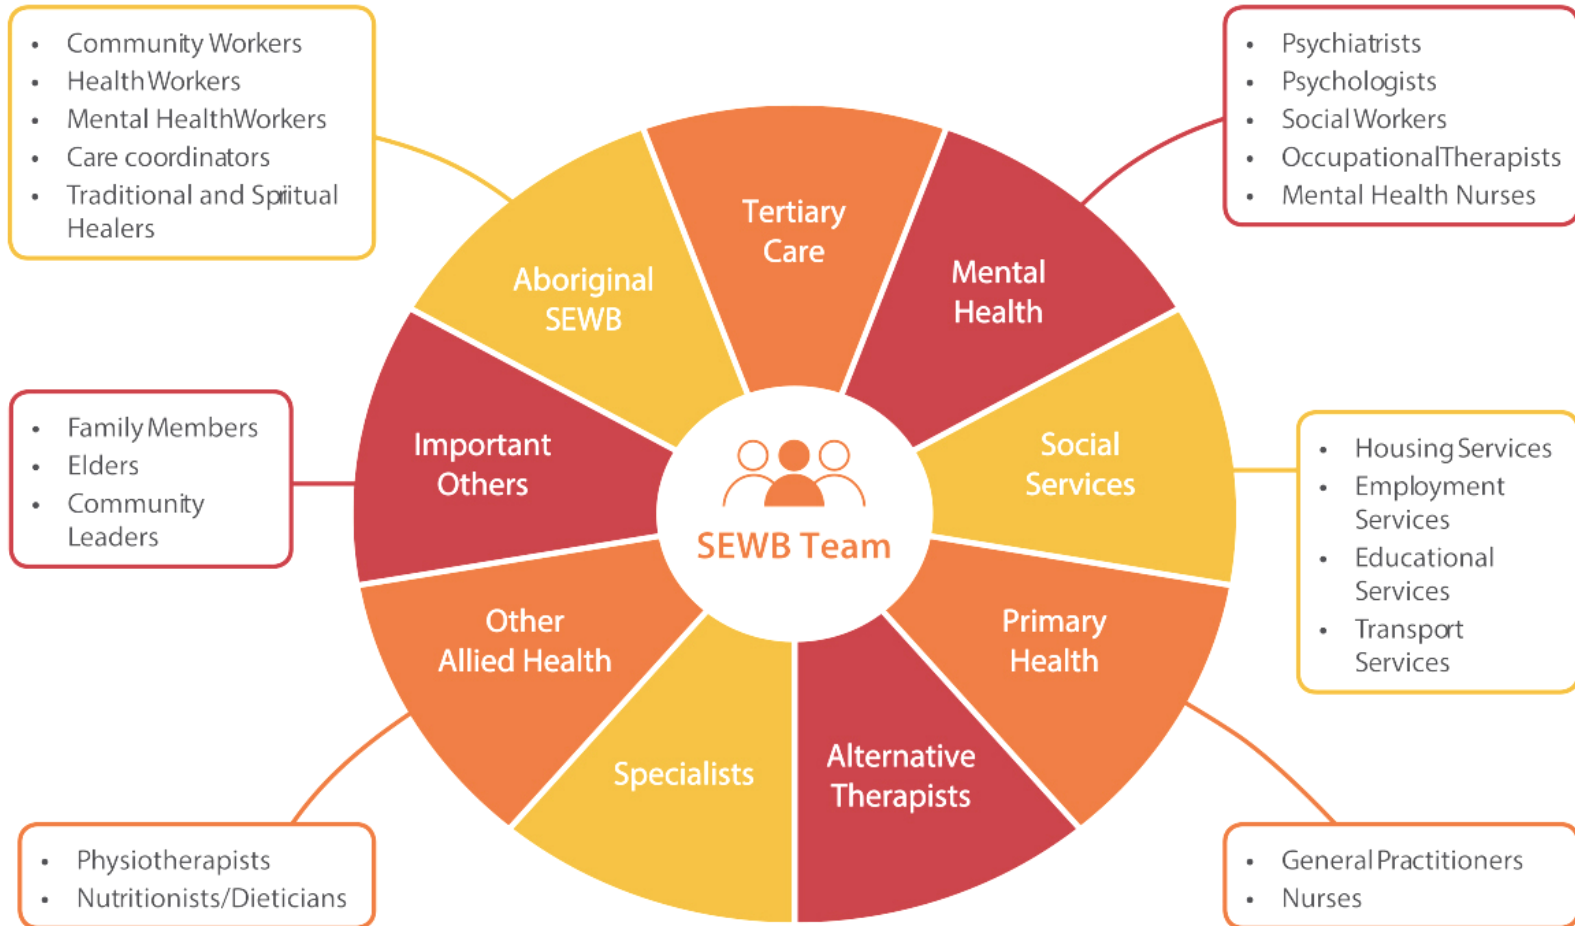 • Community Workers
• Health Workers
• Mental HealthWorkers
• Care coordinators
• Traditional and Spritual
Healers
Tertiary
Care
• Psychiatrists
• Psychologists
• Social Workers
• OccupationalTherapists
• Mental Health Nurses
Aboriginal
SEWB
Mental
Health
• Family Members
• Elders
• Community
Leaders
Important
Others
Social
Services
• Housing Services
• Employment
Services
• Educational
Services
• Transport
Services
SEWB Team
Other
Allied Health
Primary
Health
Specialists
Alternative
Therapists
• Physiotherapists
• Nutritionists/Dieticians
• General Practitioners
• Nurses